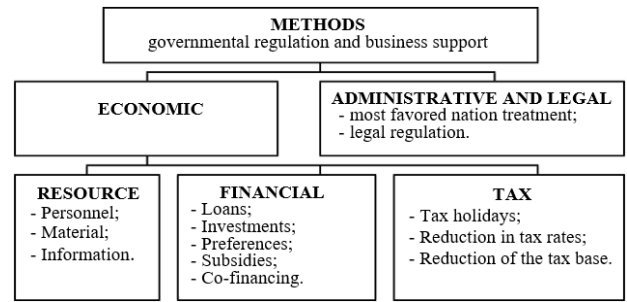 METHODS
governmental regulation and business support
ECONOMIC
ADMINISTRATIVE AND LEGAL
- most favored nation treatment;
- legal regulation.
RESOURCE
- Personnel;
- Material;
- Information.
FINANCIAL
- Loans;
- Investments;
- Preferences;
- Subsidies;
- Co-financing.
TAX
- Tax holidays;
- Reduction in tax rates;
- Reduction of the tax base.